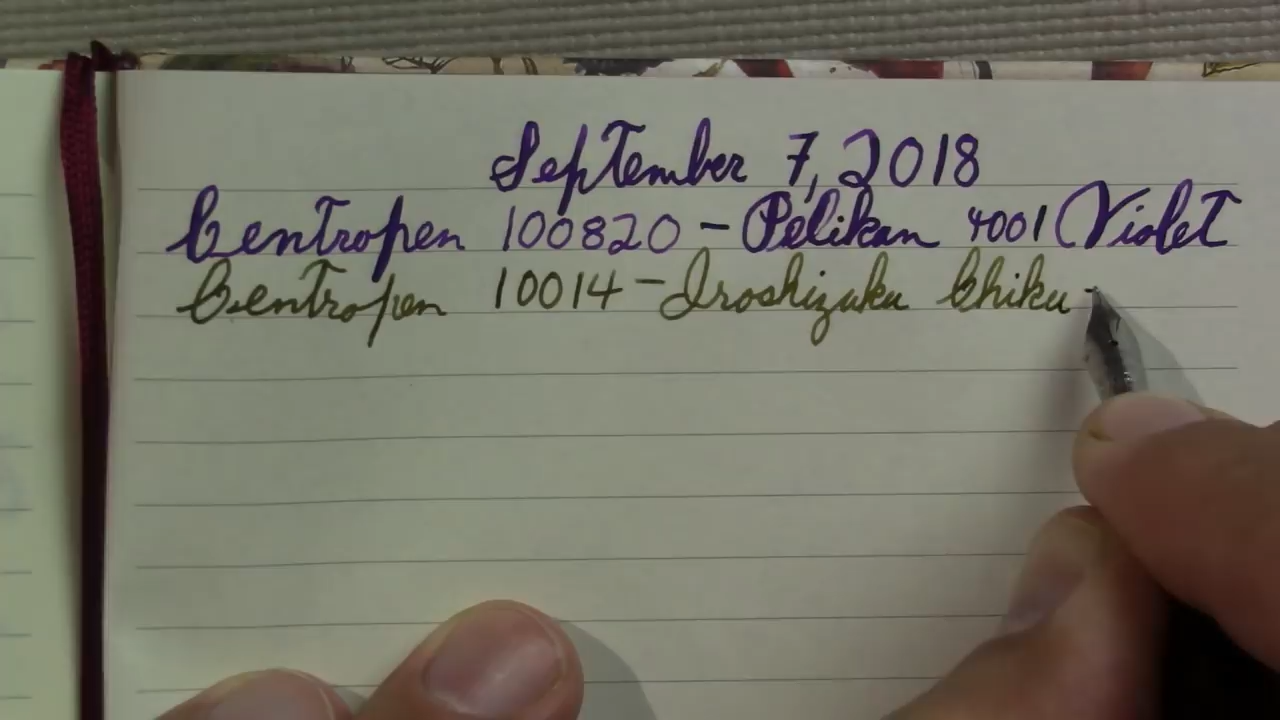 September 7, 2018
Centropen 100820 - Pelikan 4001 Violet
Centropen 10014 - Iroshizuku Chiku -